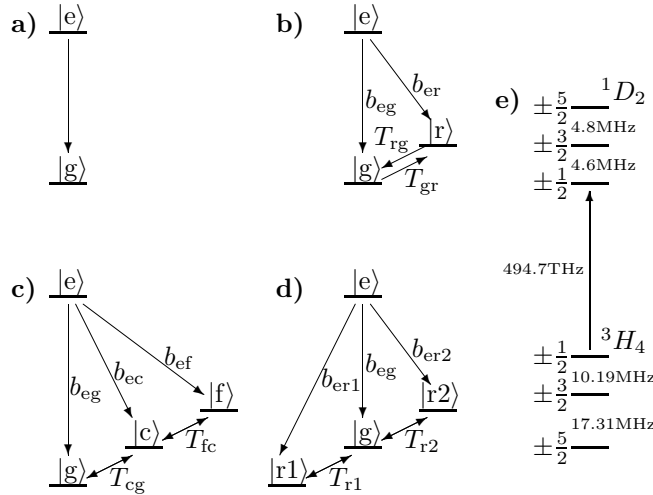 a)
|e⟩
|g⟩
b)
|e⟩
b_eg
b_er
|r⟩
T_rg
|g⟩
T_gr
c)
|e⟩
b_eg
b_ec
b_ef
|f⟩
|c⟩
T_fc
|g⟩
T_cg
d)
|e⟩
b_er1
b_eg
b_er2
|r2⟩
|g⟩
T_r2
|r1⟩
T_r1
e)
^1D_2
±5/2
4.8MHz
±3/2
4.6MHz
±1/2
494.7THz
^3H_4
±1/2
10.19MHz
±3/2
17.31MHz
±5/2